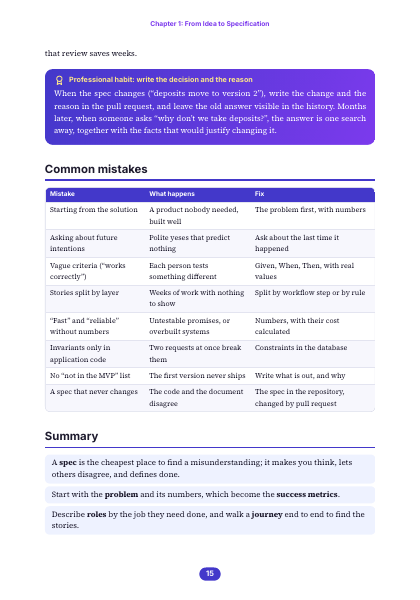 Chapter 1: From Idea to Specification
that review saves weeks.
Professional habit: write the decision and the reason
When the spec changes (“deposits move to version 2”), write the change and the
reason in the pull request, and leave the old answer visible in the history. Months
later, when someone asks “why don’t we take deposits?”, the answer is one search
away, together with the facts that would justify changing it.
Common mistakes
Mistake What happens Fix
Starting from the solution A product nobody needed, The problem first, with numbers
built well
Asking about future Polite yeses that predict Ask about the last time it
intentions nothing happened
Vague criteria (“works Each person tests Given, When, Then, with real
correctly”) something different values
Stories split by layer Weeks of work with nothing Split by workflow step or by rule
to show
“Fast” and “reliable” Untestable promises, or Numbers, with their cost
without numbers overbuilt systems calculated
Invariants only in Two requests at once break Constraints in the database
application code them
No “not in the MVP” list The first version never ships Write what is out, and why
A spec that never changes The code and the document The spec in the repository,
disagree changed by pull request
Summary
A spec is the cheapest place to find a misunderstanding; it makes you think, lets
others disagree, and defines done.
Start with the problem and its numbers, which become the success metrics.
Describe roles by the job they need done, and walk a journey end to end to find the
stories.
15